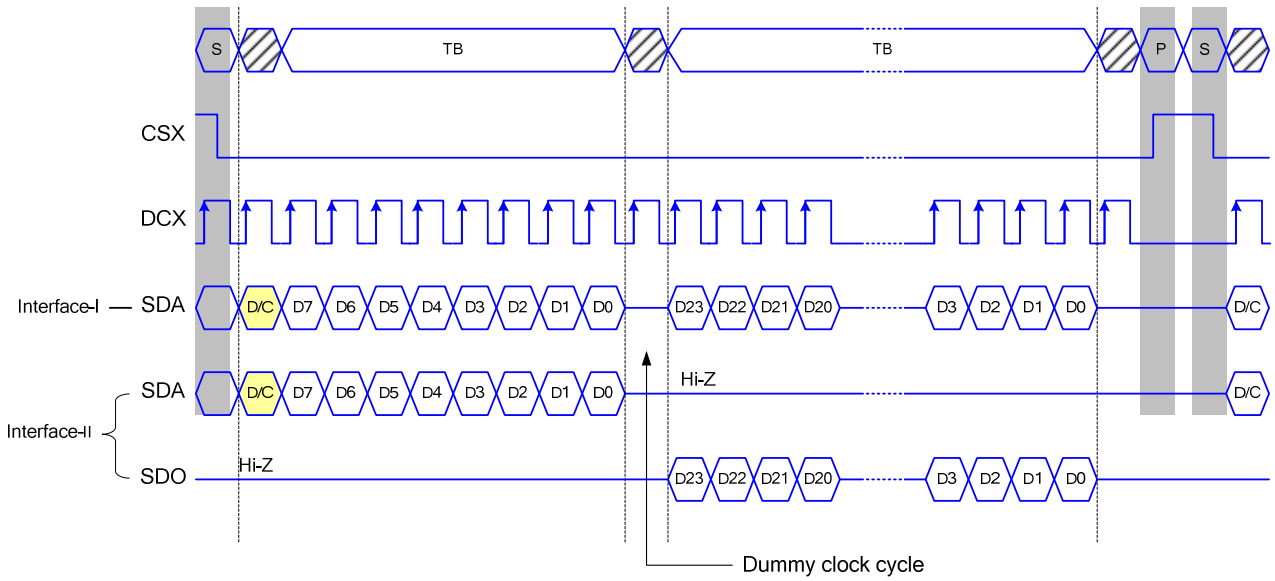 S TB TB P S
CSX
DCX
Interface-I SDA D/C D7 D6 D5 D4 D3 D2 D1 D0 D23 D22 D21 D20 D3 D2 D1 D0 D/C
SDA D/C D7 D6 D5 D4 D3 D2 D1 D0 Hi-Z D/C
Interface-II
SDO Hi-Z D23 D22 D21 D20 D3 D2 D1 D0
Dummy clock cycle